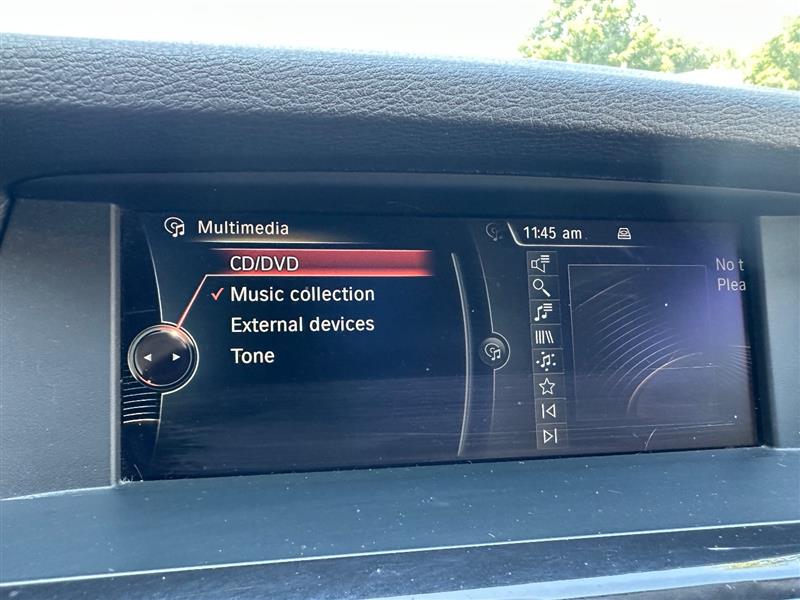 Multimedia
11:45 am
CD/DVD
No t
Music collection
Plea
External devices
Tone